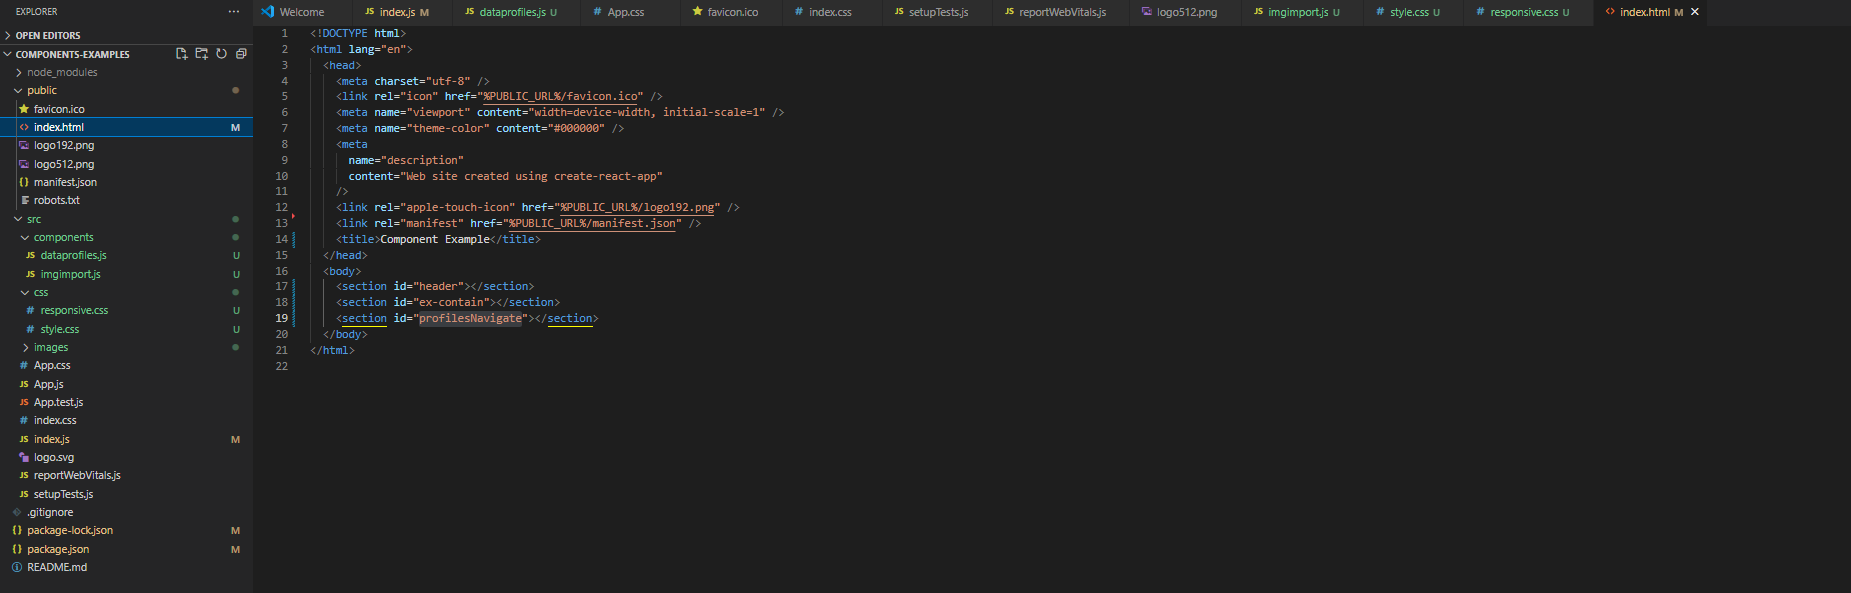 EXPLORER
OPEN EDITORS
COMPONENTS-EXAMPLES
node_modules
public
favicon.ico
index.html M
logo192.png
logo512.png
manifest.json
robots.txt
src
components
dataprofiles.js U
imgimport.js U
css
responsive.css U
style.css U
images
App.css
App.js
App.test.js
index.css
index.js M
logo.svg
reportWebVitals.js
setupTests.js
.gitignore
package-lock.json M
package.json M
README.md
Welcome JS index.js M JS dataprofiles.js U # App.css favicon.ico # index.css JS setupTests.js JS reportWebVitals.js logo512.png JS imgimport.js U # style.css U # responsive.css U <> index.html M
1 <!DOCTYPE html>
2 <html lang="en">
3 <head>
4 <meta charset="utf-8" />
5 <link rel="icon" href="%PUBLIC_URL%/favicon.ico" />
6 <meta name="viewport" content="width=device-width, initial-scale=1" />
7 <meta name="theme-color" content="#000000" />
8 <meta
9 name="description"
10 content="Web site created using create-react-app"
11 />
12 <link rel="apple-touch-icon" href="%PUBLIC_URL%/logo192.png" />
13 <link rel="manifest" href="%PUBLIC_URL%/manifest.json" />
14 <title>Component Example</title>
15 </head>
16 <body>
17 <section id="header"></section>
18 <section id="ex-contain"></section>
19 <section id="profilesNavigate"></section>
20 </body>
21 </html>
22